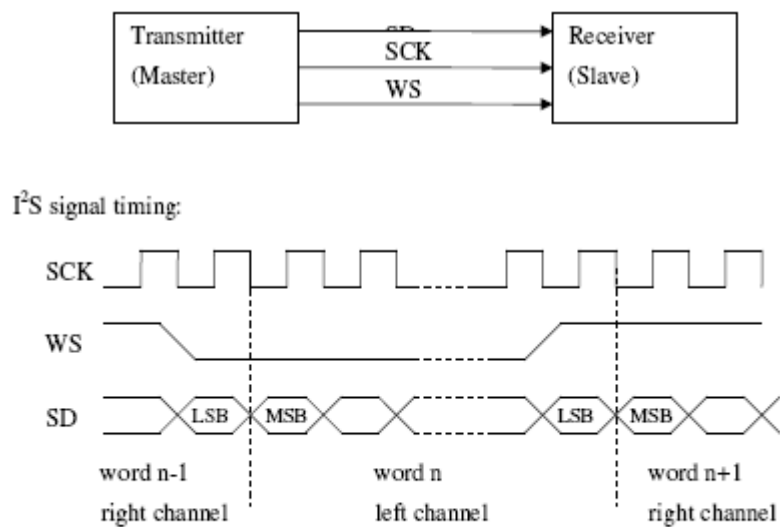 Transmitter
(Master)
SCK
WS
Receiver
(Slave)
I²S signal timing:
SCK
WS
SD LSB MSB LSB MSB
word n-1 word n word n+1
right channel left channel right channel